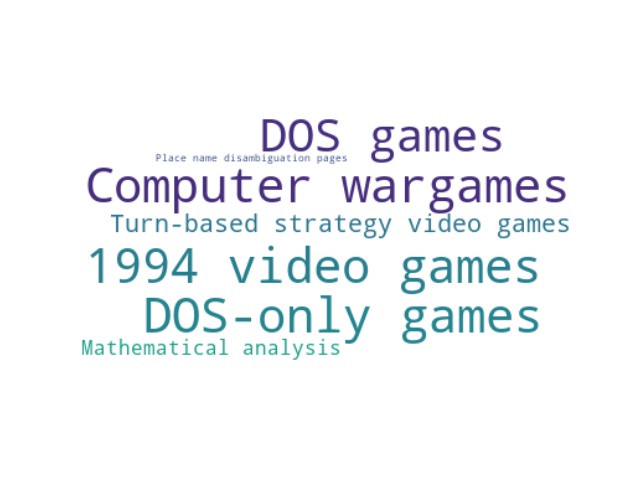 DOS games
Place name disambiguation pages
Computer wargames
Turn-based strategy video games
1994 video games
DOS-only games
Mathematical analysis